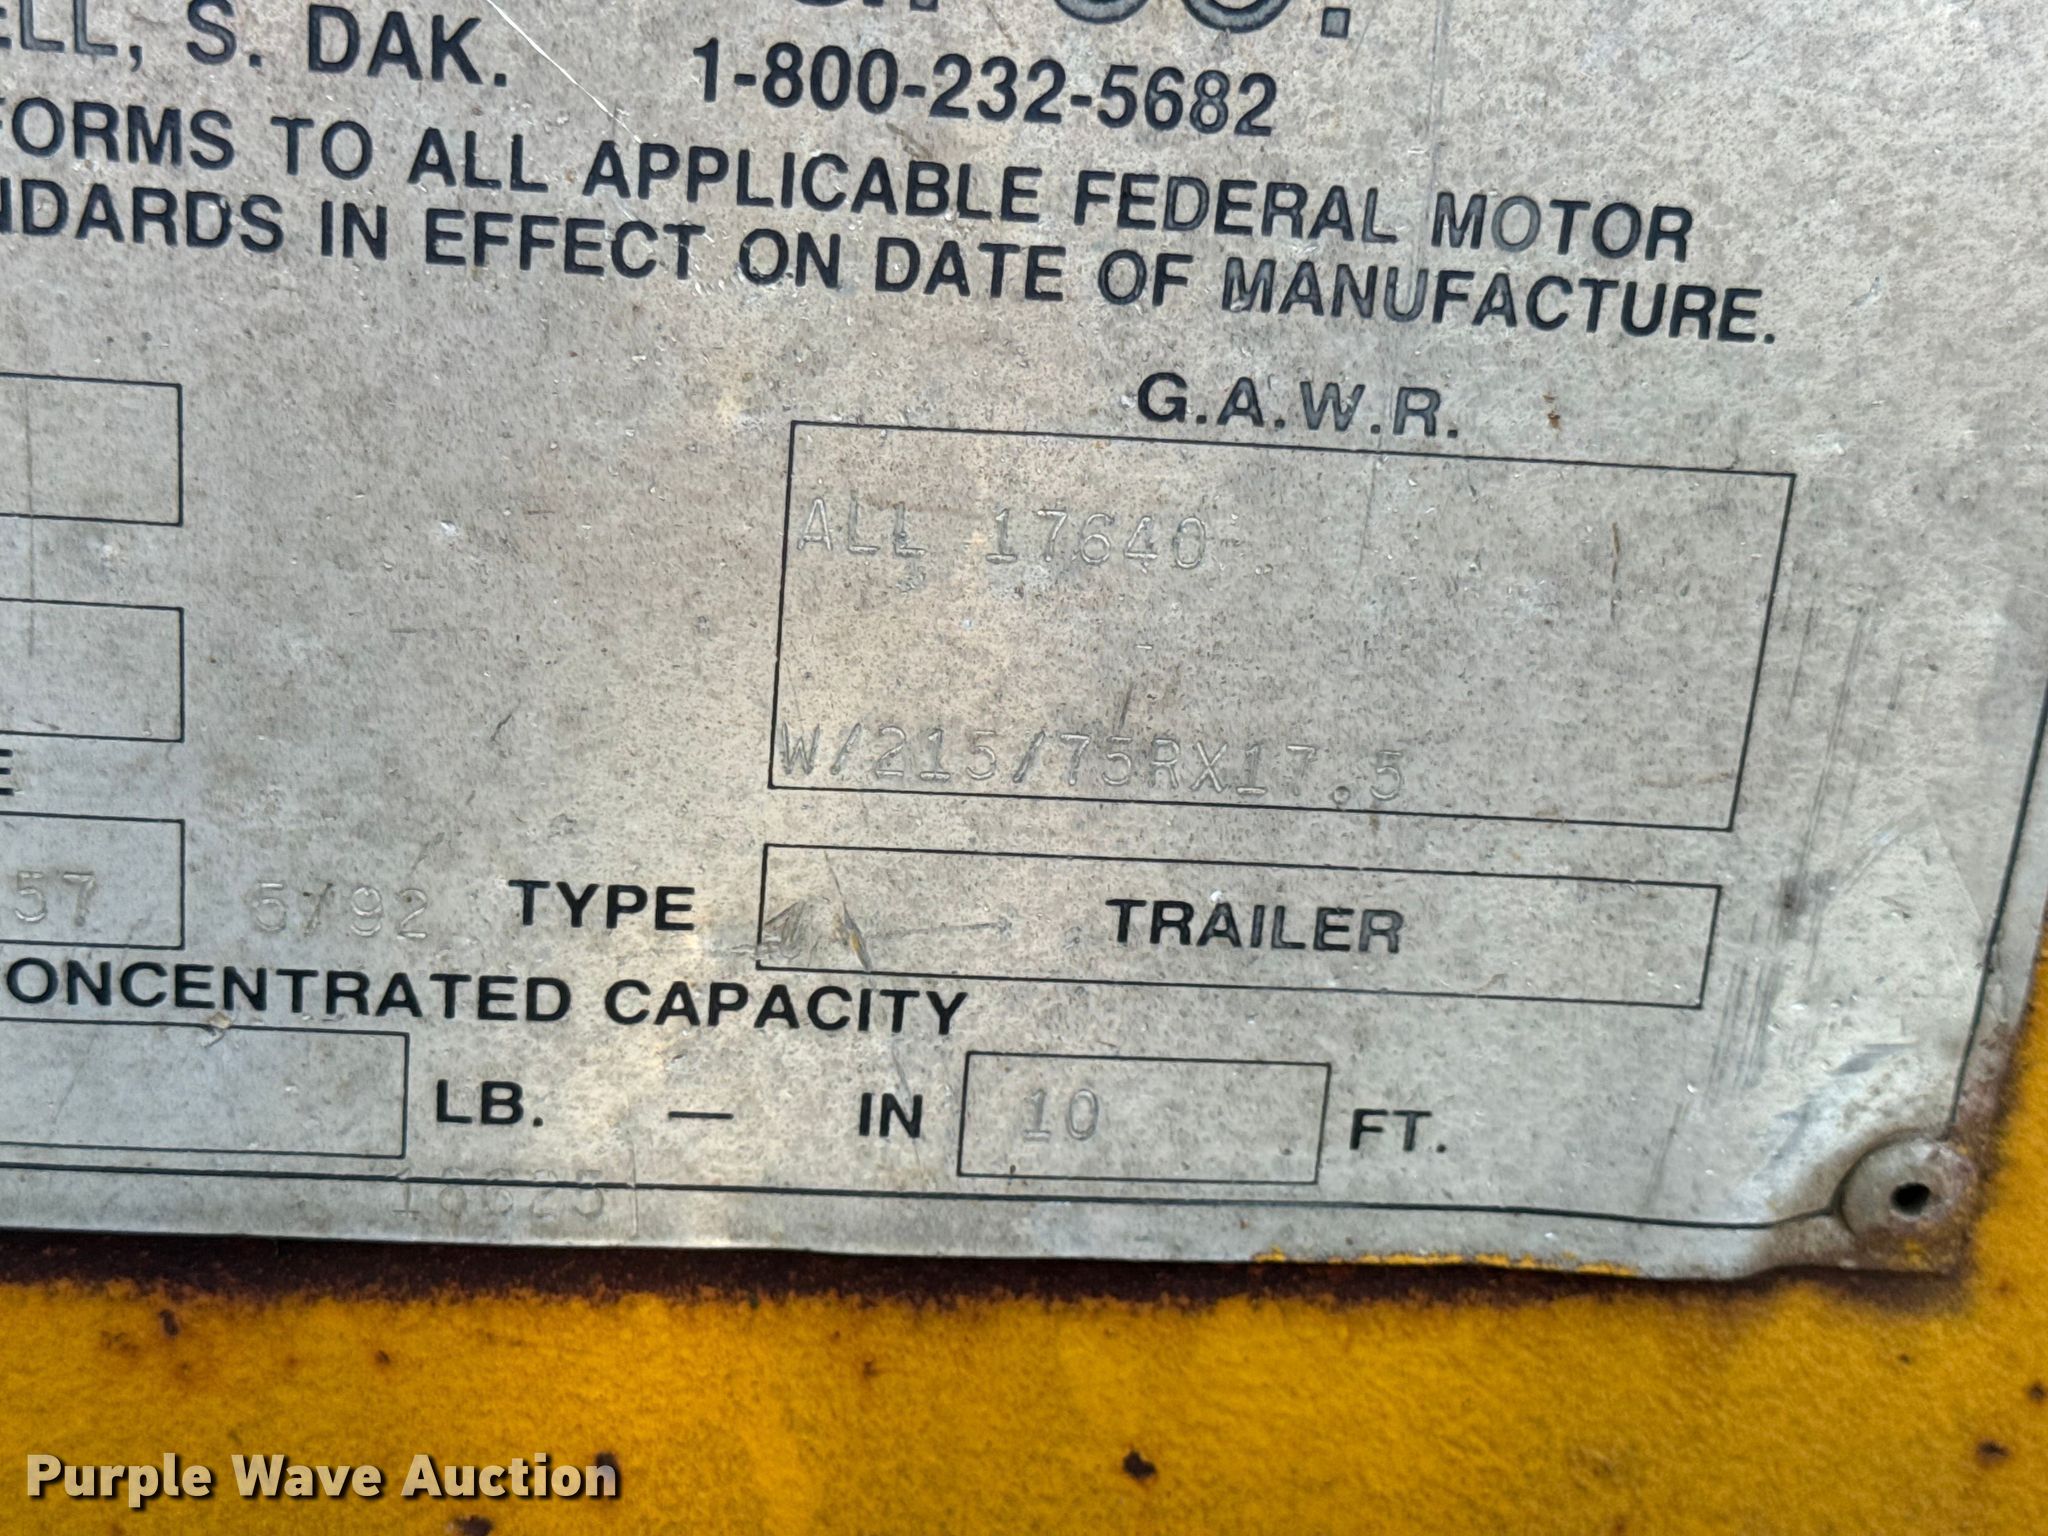 ELL, S. DAK. 1-800-232-5682
FORMS TO ALL APPLICABLE FEDERAL MOTOR
NDARDS IN EFFECT ON DATE OF MANUFACTURE.
G.A.W.R.
ALL 17640
W/215/75RX17.5
E
57 5/92 TYPE TRAILER
ONCENTRATED CAPACITY
LB. — IN 10 FT.
Purple Wave Auction